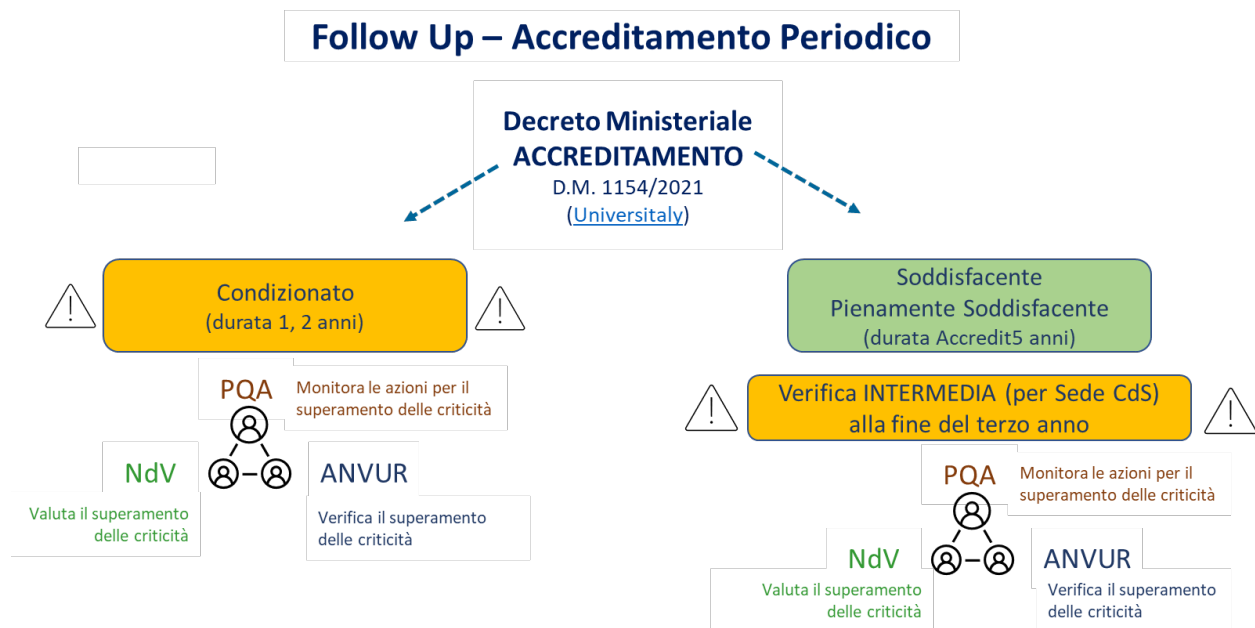 Follow Up – Accreditamento Periodico
Decreto Ministeriale
ACCREDITAMENTO
D.M. 1154/2021
(Universitaly)
Condizionato
(durata 1, 2 anni)
PQA
Monitora le azioni per il
superamento delle criticità
NdV
Valuta il superamento
delle criticità
ANVUR
Verifica il superamento
delle criticità
Soddisfacente
Pienamente Soddisfacente
(durata Accredit5 anni)
Verifica INTERMEDIA (per Sede CdS)
alla fine del terzo anno
PQA
Monitora le azioni per il
superamento delle criticità
NdV
Valuta il superamento
delle criticità
ANVUR
Verifica il superamento
delle criticità